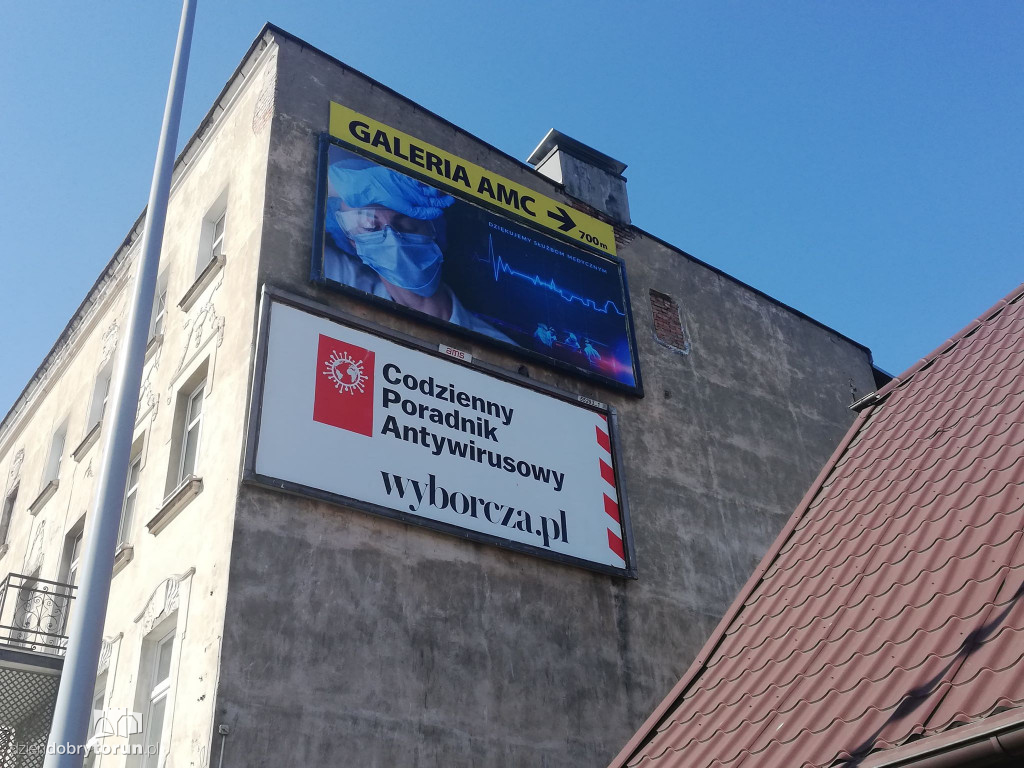 GALERIA AMC
700m
DZIĘKUJEMY SŁUŻBOM MEDYCZNYM
ams
Codzienny
Poradnik
Antywirusowy
wyborcza.pl
dziendobrytorun.pl